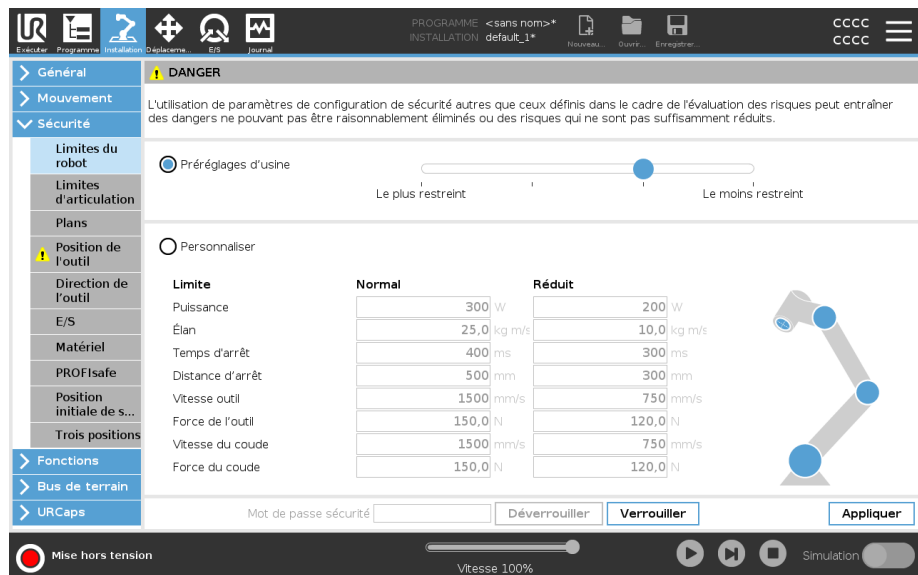 UR
PROGRAMME <sans nom>*
INSTALLATION default_1*
CCCC
CCCC
Exécuter Programme Installation Déplaceme... E/S Journal Nouveau... Ouvrir... Enregistrer...
Général
Mouvement
Sécurité
Limites du
robot
Limites
d'articulation
Plans
Position de
l'outil
Direction de
l'outil
E/S
Matériel
PROFIsafe
Position
initiale de s...
Trois positions
Fonctions
Bus de terrain
URCaps
DANGER
L'utilisation de paramètres de configuration de sécurité autres que ceux définis dans le cadre de l'évaluation des risques peut entraîner
des dangers ne pouvant pas être raisonnablement éliminés ou des risques qui ne sont pas suffisamment réduits.
Préréglages d'usine
Le plus restreint Le moins restreint
Personnaliser
Limite Normal Réduit
Puissance 300 W 200 W
Élan 25,0 kg m/s 10,0 kg m/s
Temps d'arrêt 400 ms 300 ms
Distance d'arrêt 500 mm 300 mm
Vitesse outil 1500 mm/s 750 mm/s
Force de l'outil 150,0 N 120,0 N
Vitesse du coude 1500 mm/s 750 mm/s
Force du coude 150,0 N 120,0 N
Mot de passe sécurité Déverrouiller Verrouiller Appliquer
Mise hors tension
Vitesse 100%
Simulation